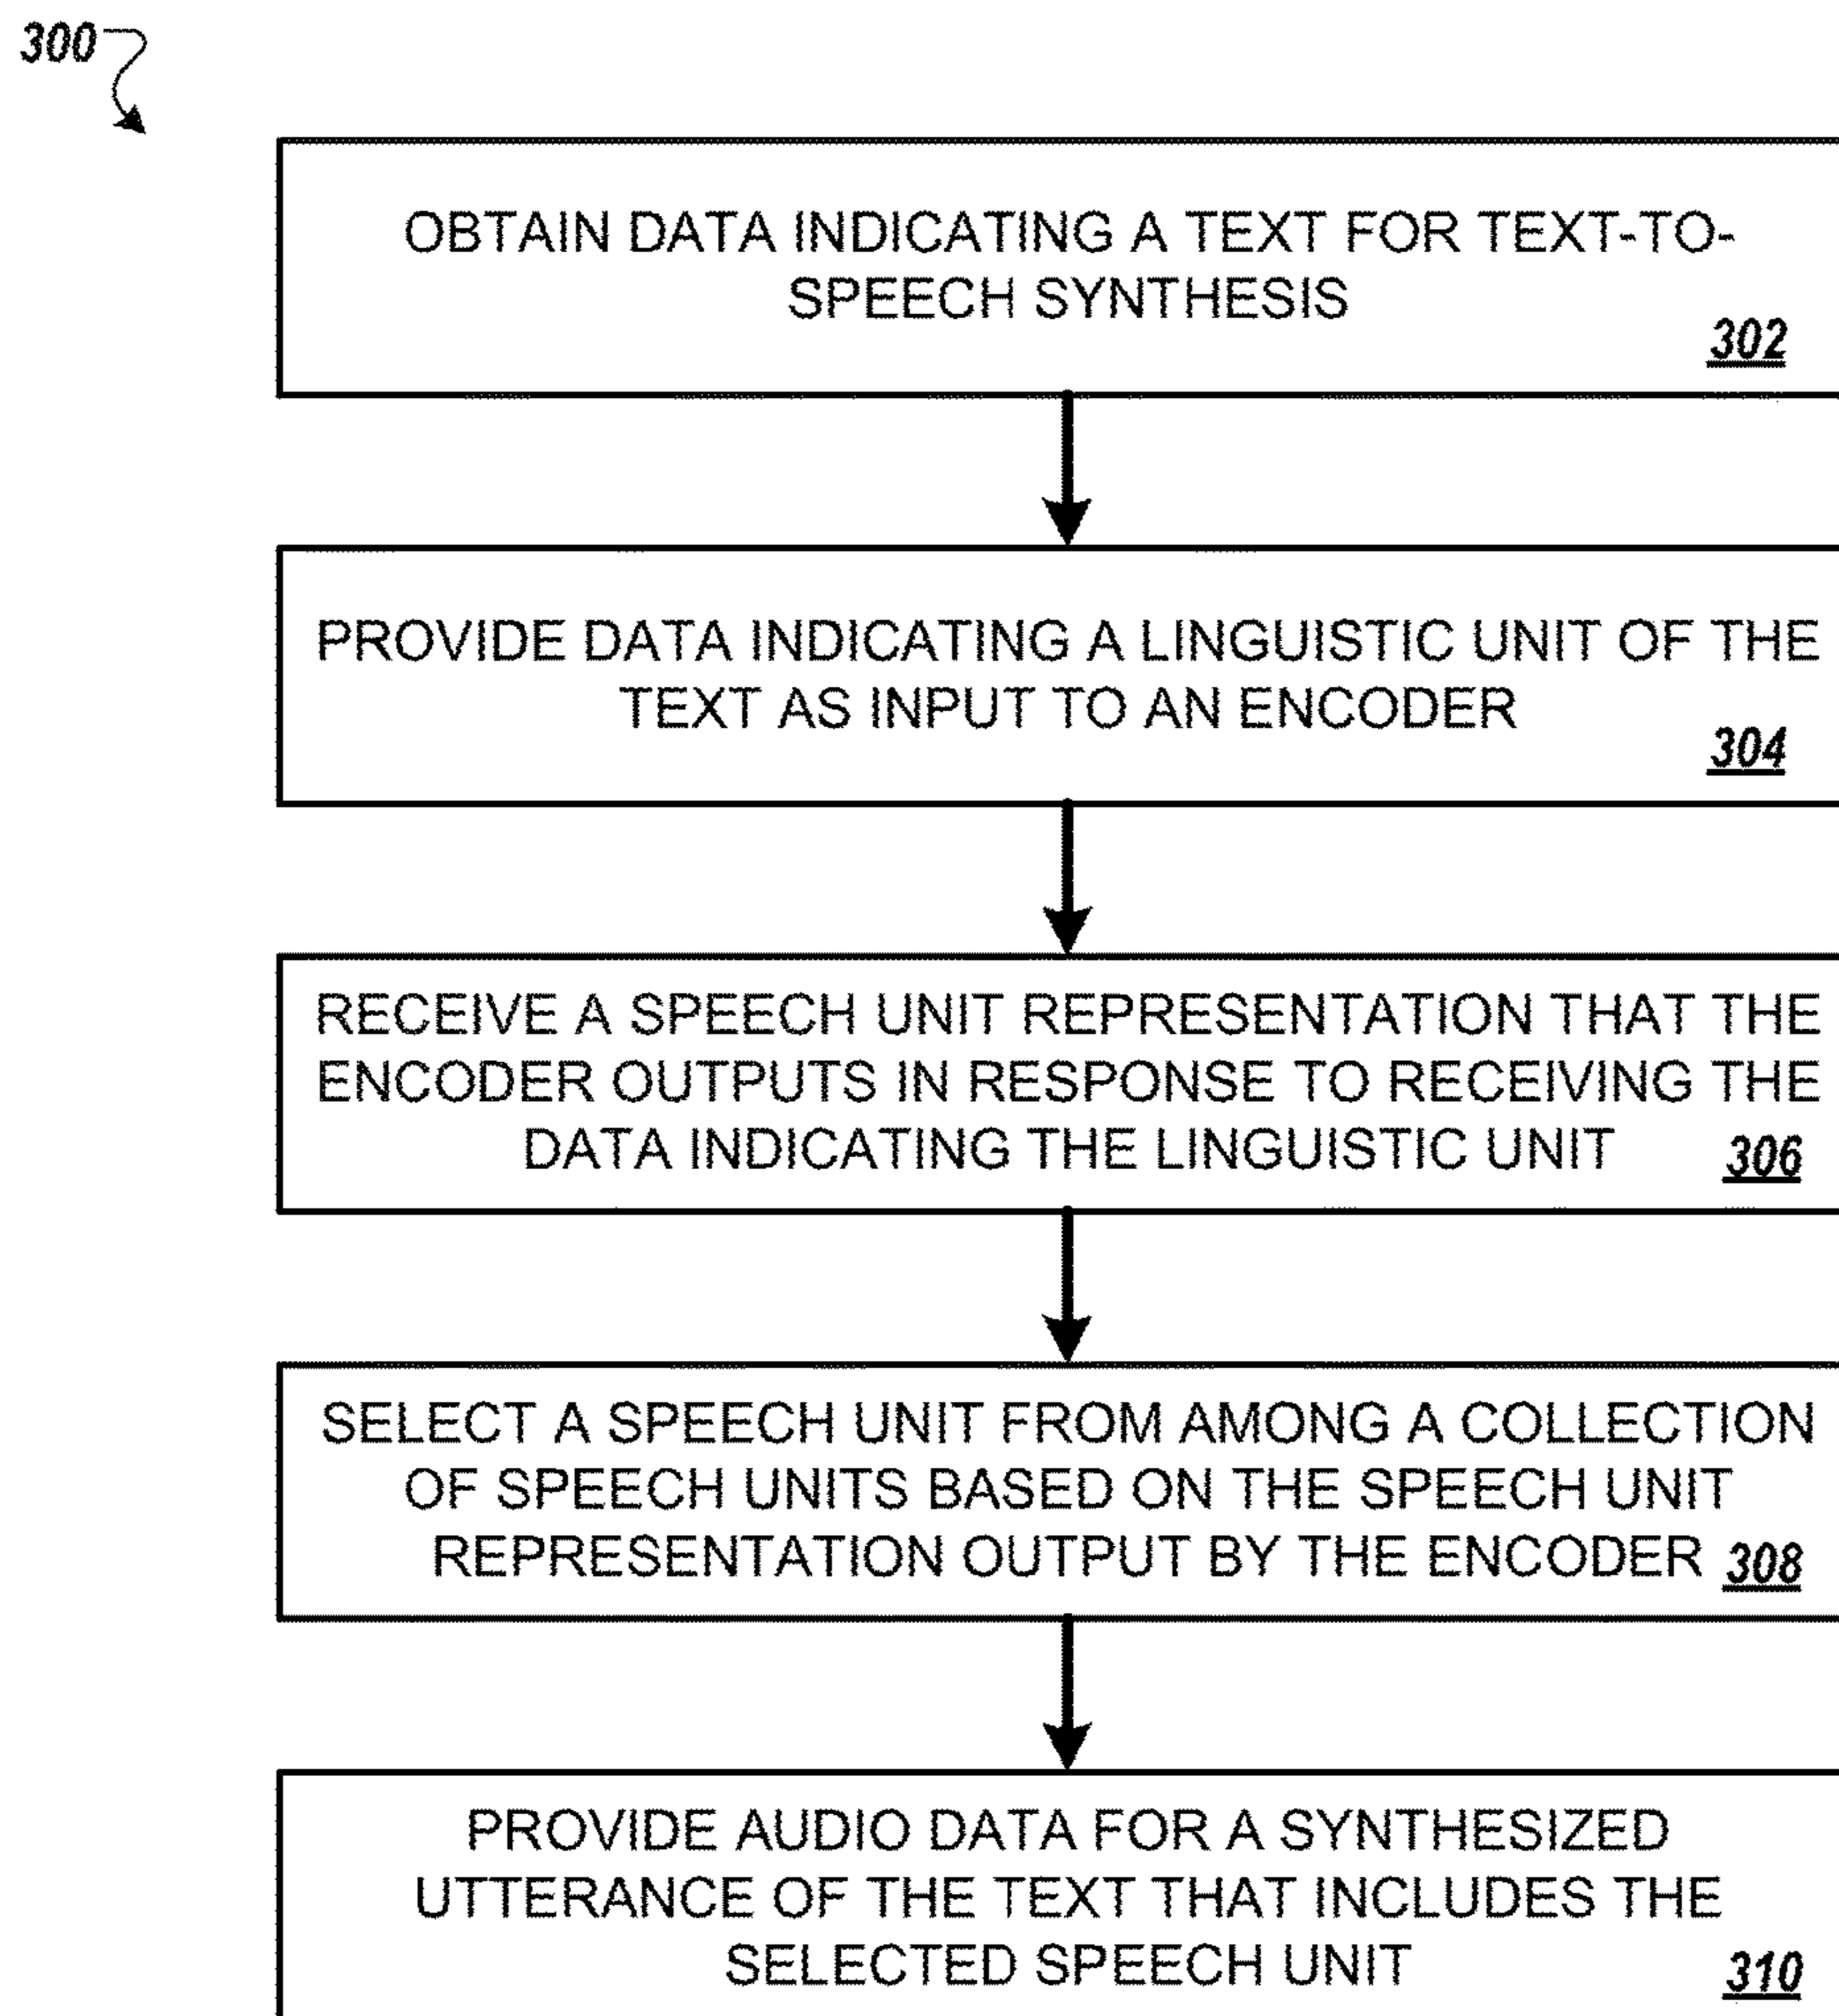 300
OBTAIN DATA INDICATING A TEXT FOR TEXT-TO-
SPEECH SYNTHESIS
302
PROVIDE DATA INDICATING A LINGUISTIC UNIT OF THE
TEXT AS INPUT TO AN ENCODER
304
RECEIVE A SPEECH UNIT REPRESENTATION THAT THE
ENCODER OUTPUTS IN RESPONSE TO RECEIVING THE
DATA INDICATING THE LINGUISTIC UNIT 306
SELECT A SPEECH UNIT FROM AMONG A COLLECTION
OF SPEECH UNITS BASED ON THE SPEECH UNIT
REPRESENTATION OUTPUT BY THE ENCODER 308
PROVIDE AUDIO DATA FOR A SYNTHESIZED
UTTERANCE OF THE TEXT THAT INCLUDES THE
SELECTED SPEECH UNIT 310